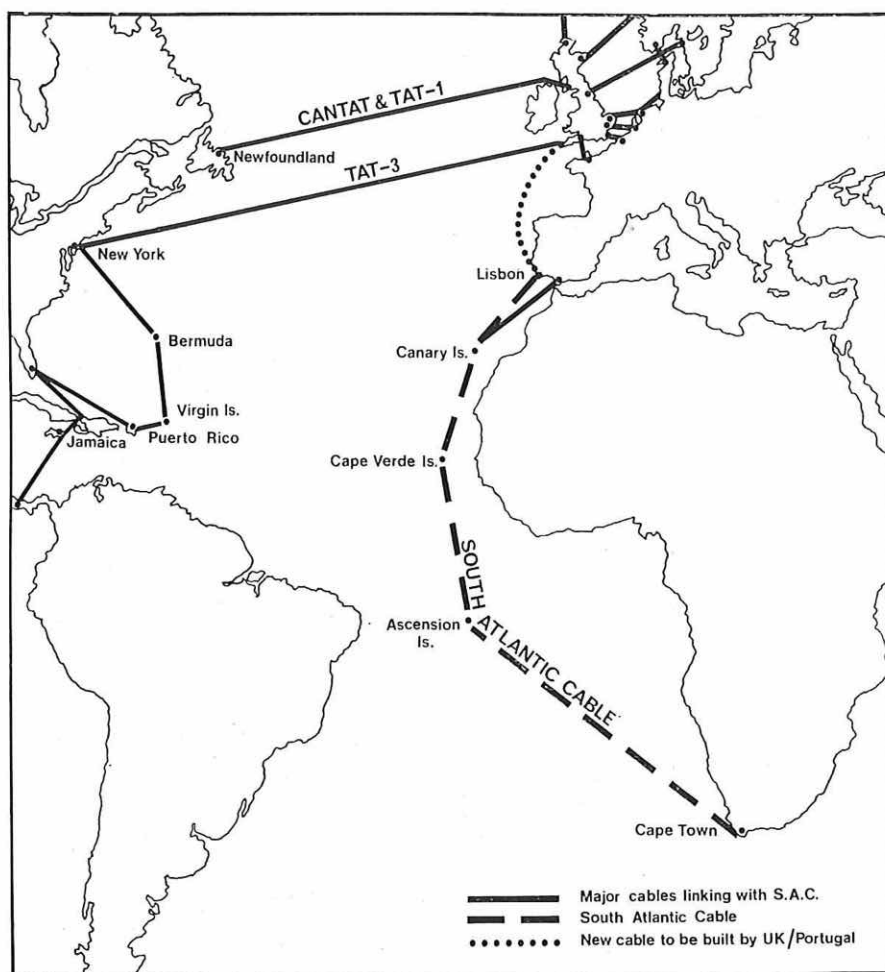 CANTAT & TAT-1
Newfoundland
TAT-3
New York
Lisbon
Bermuda
Canary Is.
Virgin Is.
Puerto Rico
Jamaica
Cape Verde Is.
SOUTH ATLANTIC CABLE
Ascension
Is.
Cape Town
Major cables linking with S.A.C.
South Atlantic Cable
New cable to be built by UK/Portugal